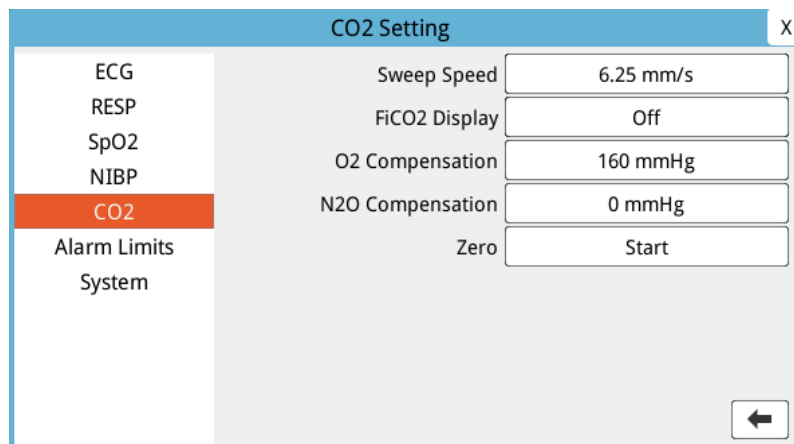 CO2 Setting
X
ECG
RESP
SpO2
NIBP
CO2
Alarm Limits
System
Sweep Speed 6.25 mm/s
FiCO2 Display Off
O2 Compensation 160 mmHg
N2O Compensation 0 mmHg
Zero Start